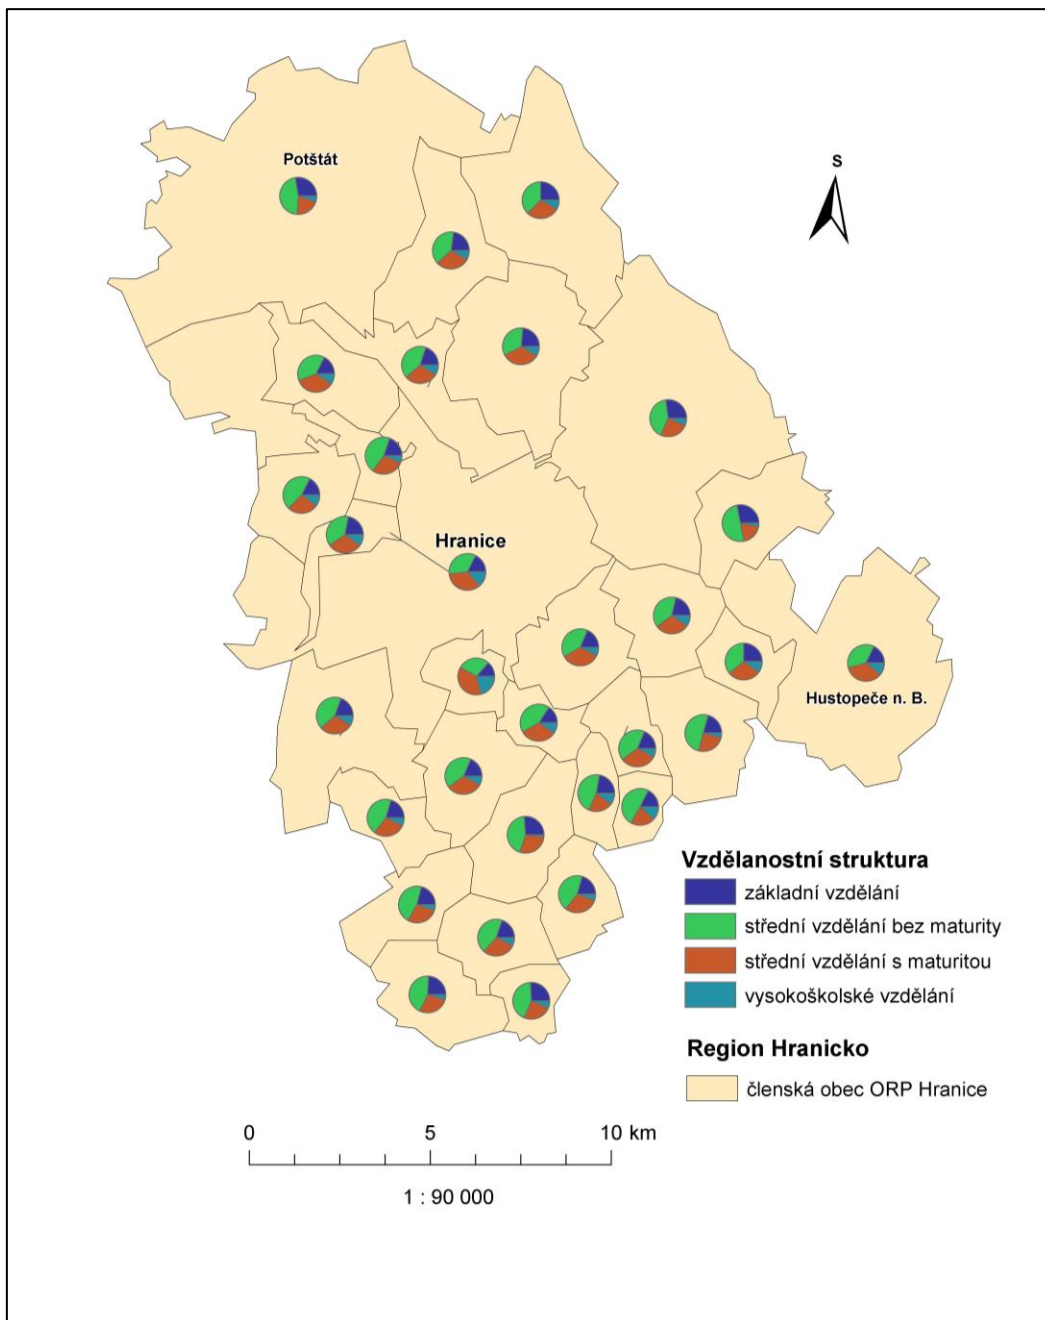 Potštát
S
Hranice
Hustopeče n. B.
Vzdělanostní struktura
základní vzdělání
střední vzdělání bez maturity
střední vzdělání s maturitou
vysokoškolské vzdělání
Region Hranicko
členská obec ORP Hranice
0 5 10 km
1 : 90 000